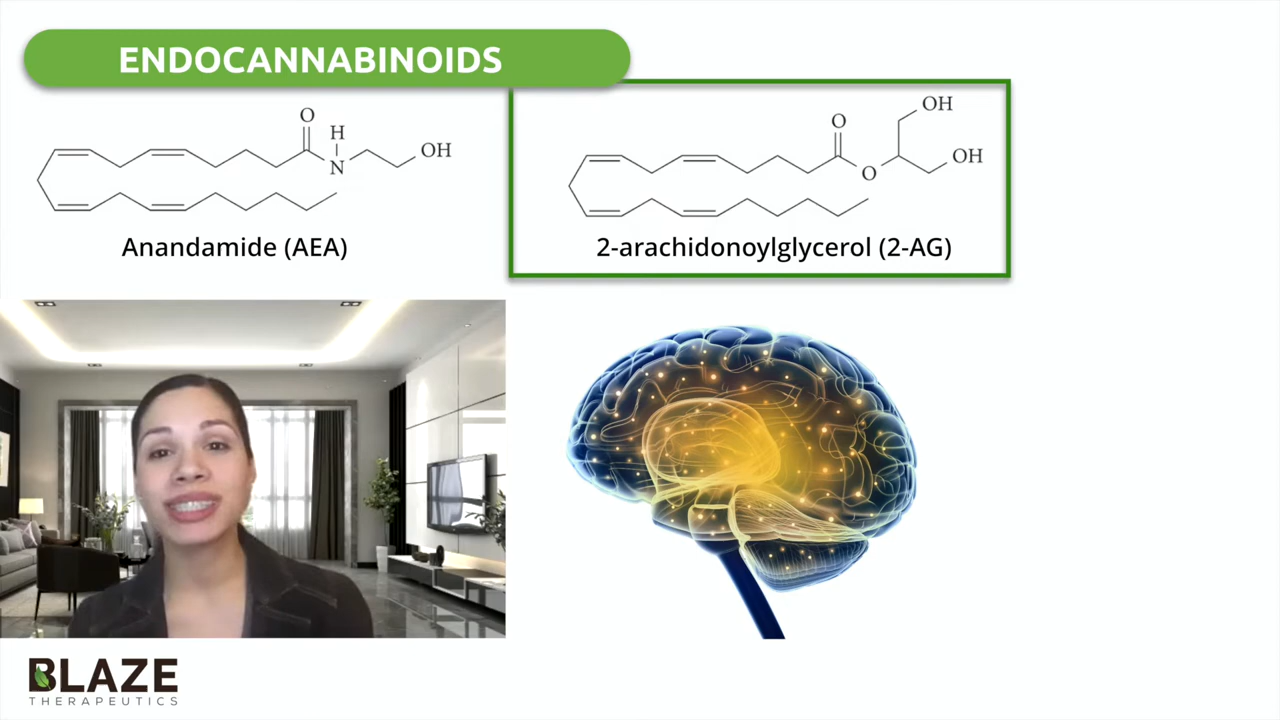 ENDOCANNABINOIDS
O
H
N
OH
Anandamide (AEA)
O
O
OH
OH
2-arachidonoylglycerol (2-AG)
BLAZE
THERAPEUTICS